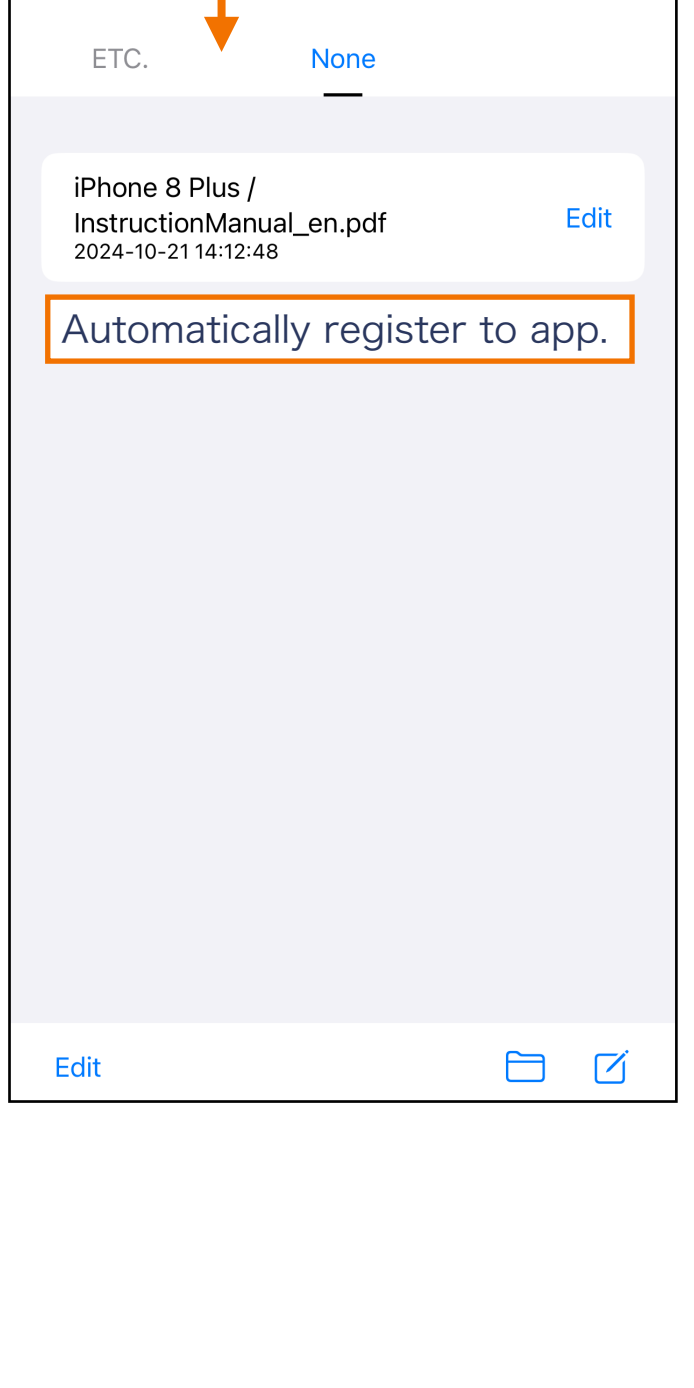 ETC.
None
iPhone 8 Plus /
InstructionManual_en.pdf
2024-10-21 14:12:48
Edit
Automatically register to app.
Edit